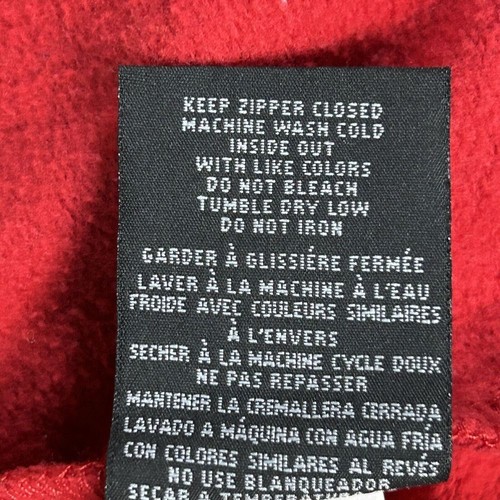 KEEP ZIPPER CLOSED
MACHINE WASH COLD
INSIDE OUT
WITH LIKE COLORS
DO NOT BLEACH
TUMBLE DRY LOW
DO NOT IRON
GARDER À GLISSIÉRE FERMÉE
LAVER À LA MACHINE À L'EAU
FROIDE AVEC COULEURS SIMILAIRES
À L'ENVERS
SECHER À LA MACHINE CYCLE DOUX
NE PAS REPASSER
MANTENER LA CREMALLERA CERRADA
LAVADO A MÁQUINA CON AGUA FRÍA
CON COLORES SIMILARES AL REVÉS
NO USE BLANQUEADOR
SECAR A TEMPERATURA